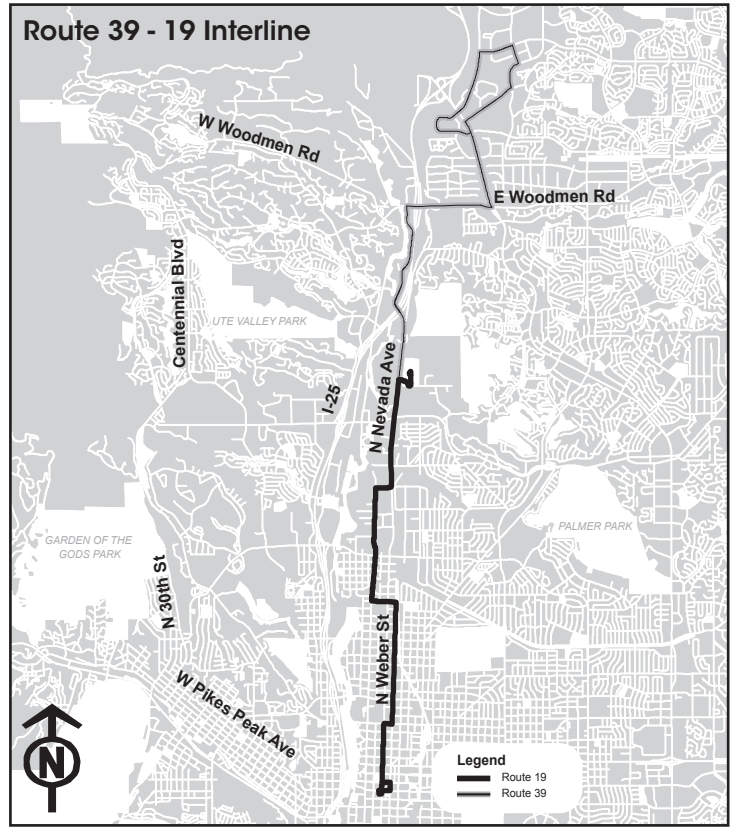 Route 39 - 19 Interline
W Woodmen Rd
E Woodmen Rd
Centennial Blvd
UTE VALLEY PARK
I-25
N Nevada Ave
PALMER PARK
GARDEN OF THE
GODS PARK
N 30th St
N Weber St
W Pikes Peak Ave
N
Legend
Route 19
Route 39